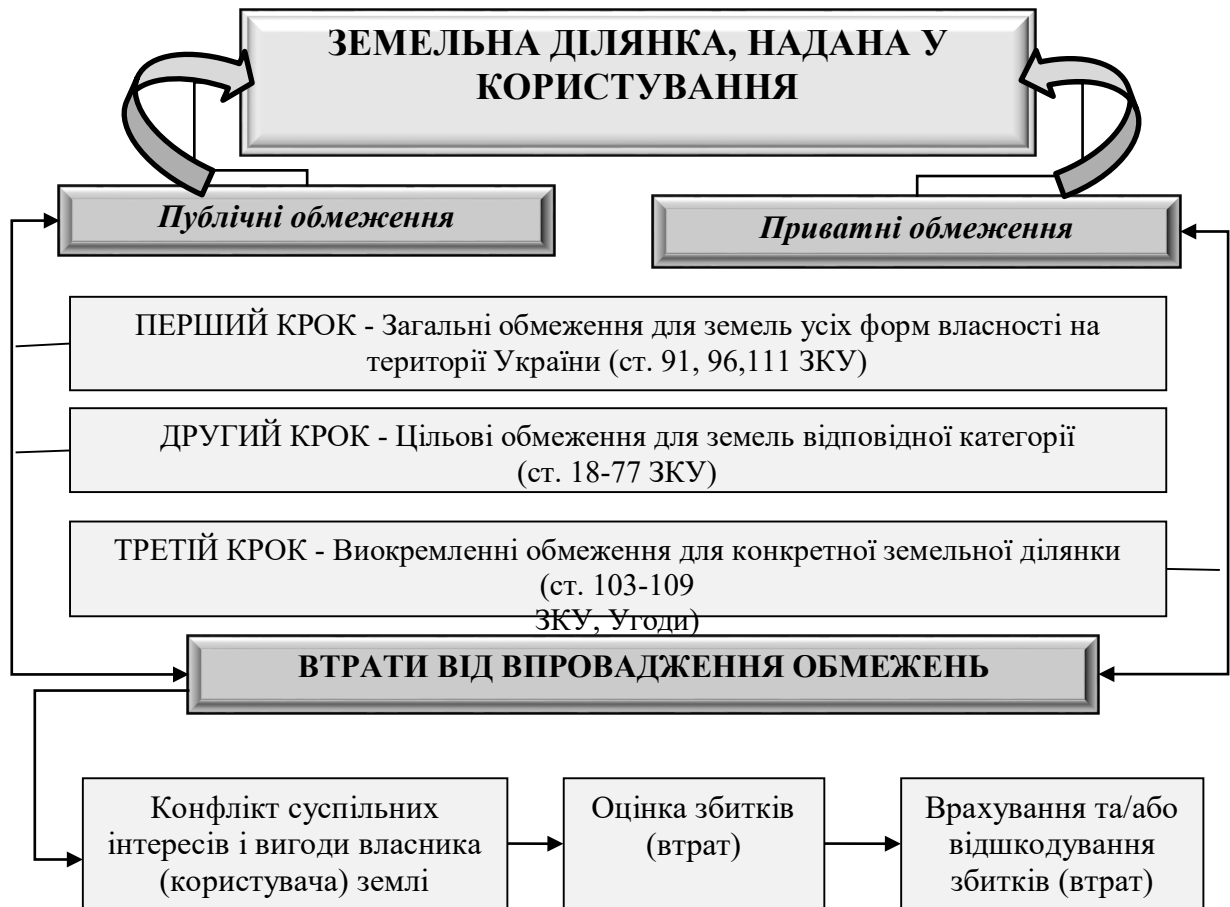 ЗЕМЕЛЬНА ДІЛЯНКА, НАДАНА У
КОРИСТУВАННЯ
Публічні обмеження
Приватні обмеження
ПЕРШИЙ КРОК - Загальні обмеження для земель усіх форм власності на
території України (ст. 91, 96,111 ЗКУ)
ДРУГИЙ КРОК - Цільові обмеження для земель відповідної категорії
(ст. 18-77 ЗКУ)
ТРЕТІЙ КРОК - Виокремленні обмеження для конкретної земельної ділянки
(ст. 103-109
ЗКУ, Угоди)
ВТРАТИ ВІД ВПРОВАДЖЕННЯ ОБМЕЖЕНЬ
Конфлікт суспільних
інтересів і вигоди власника
(користувача) землі
Оцінка збитків
(втрат)
Врахування та/або
відшкодування
збитків (втрат)